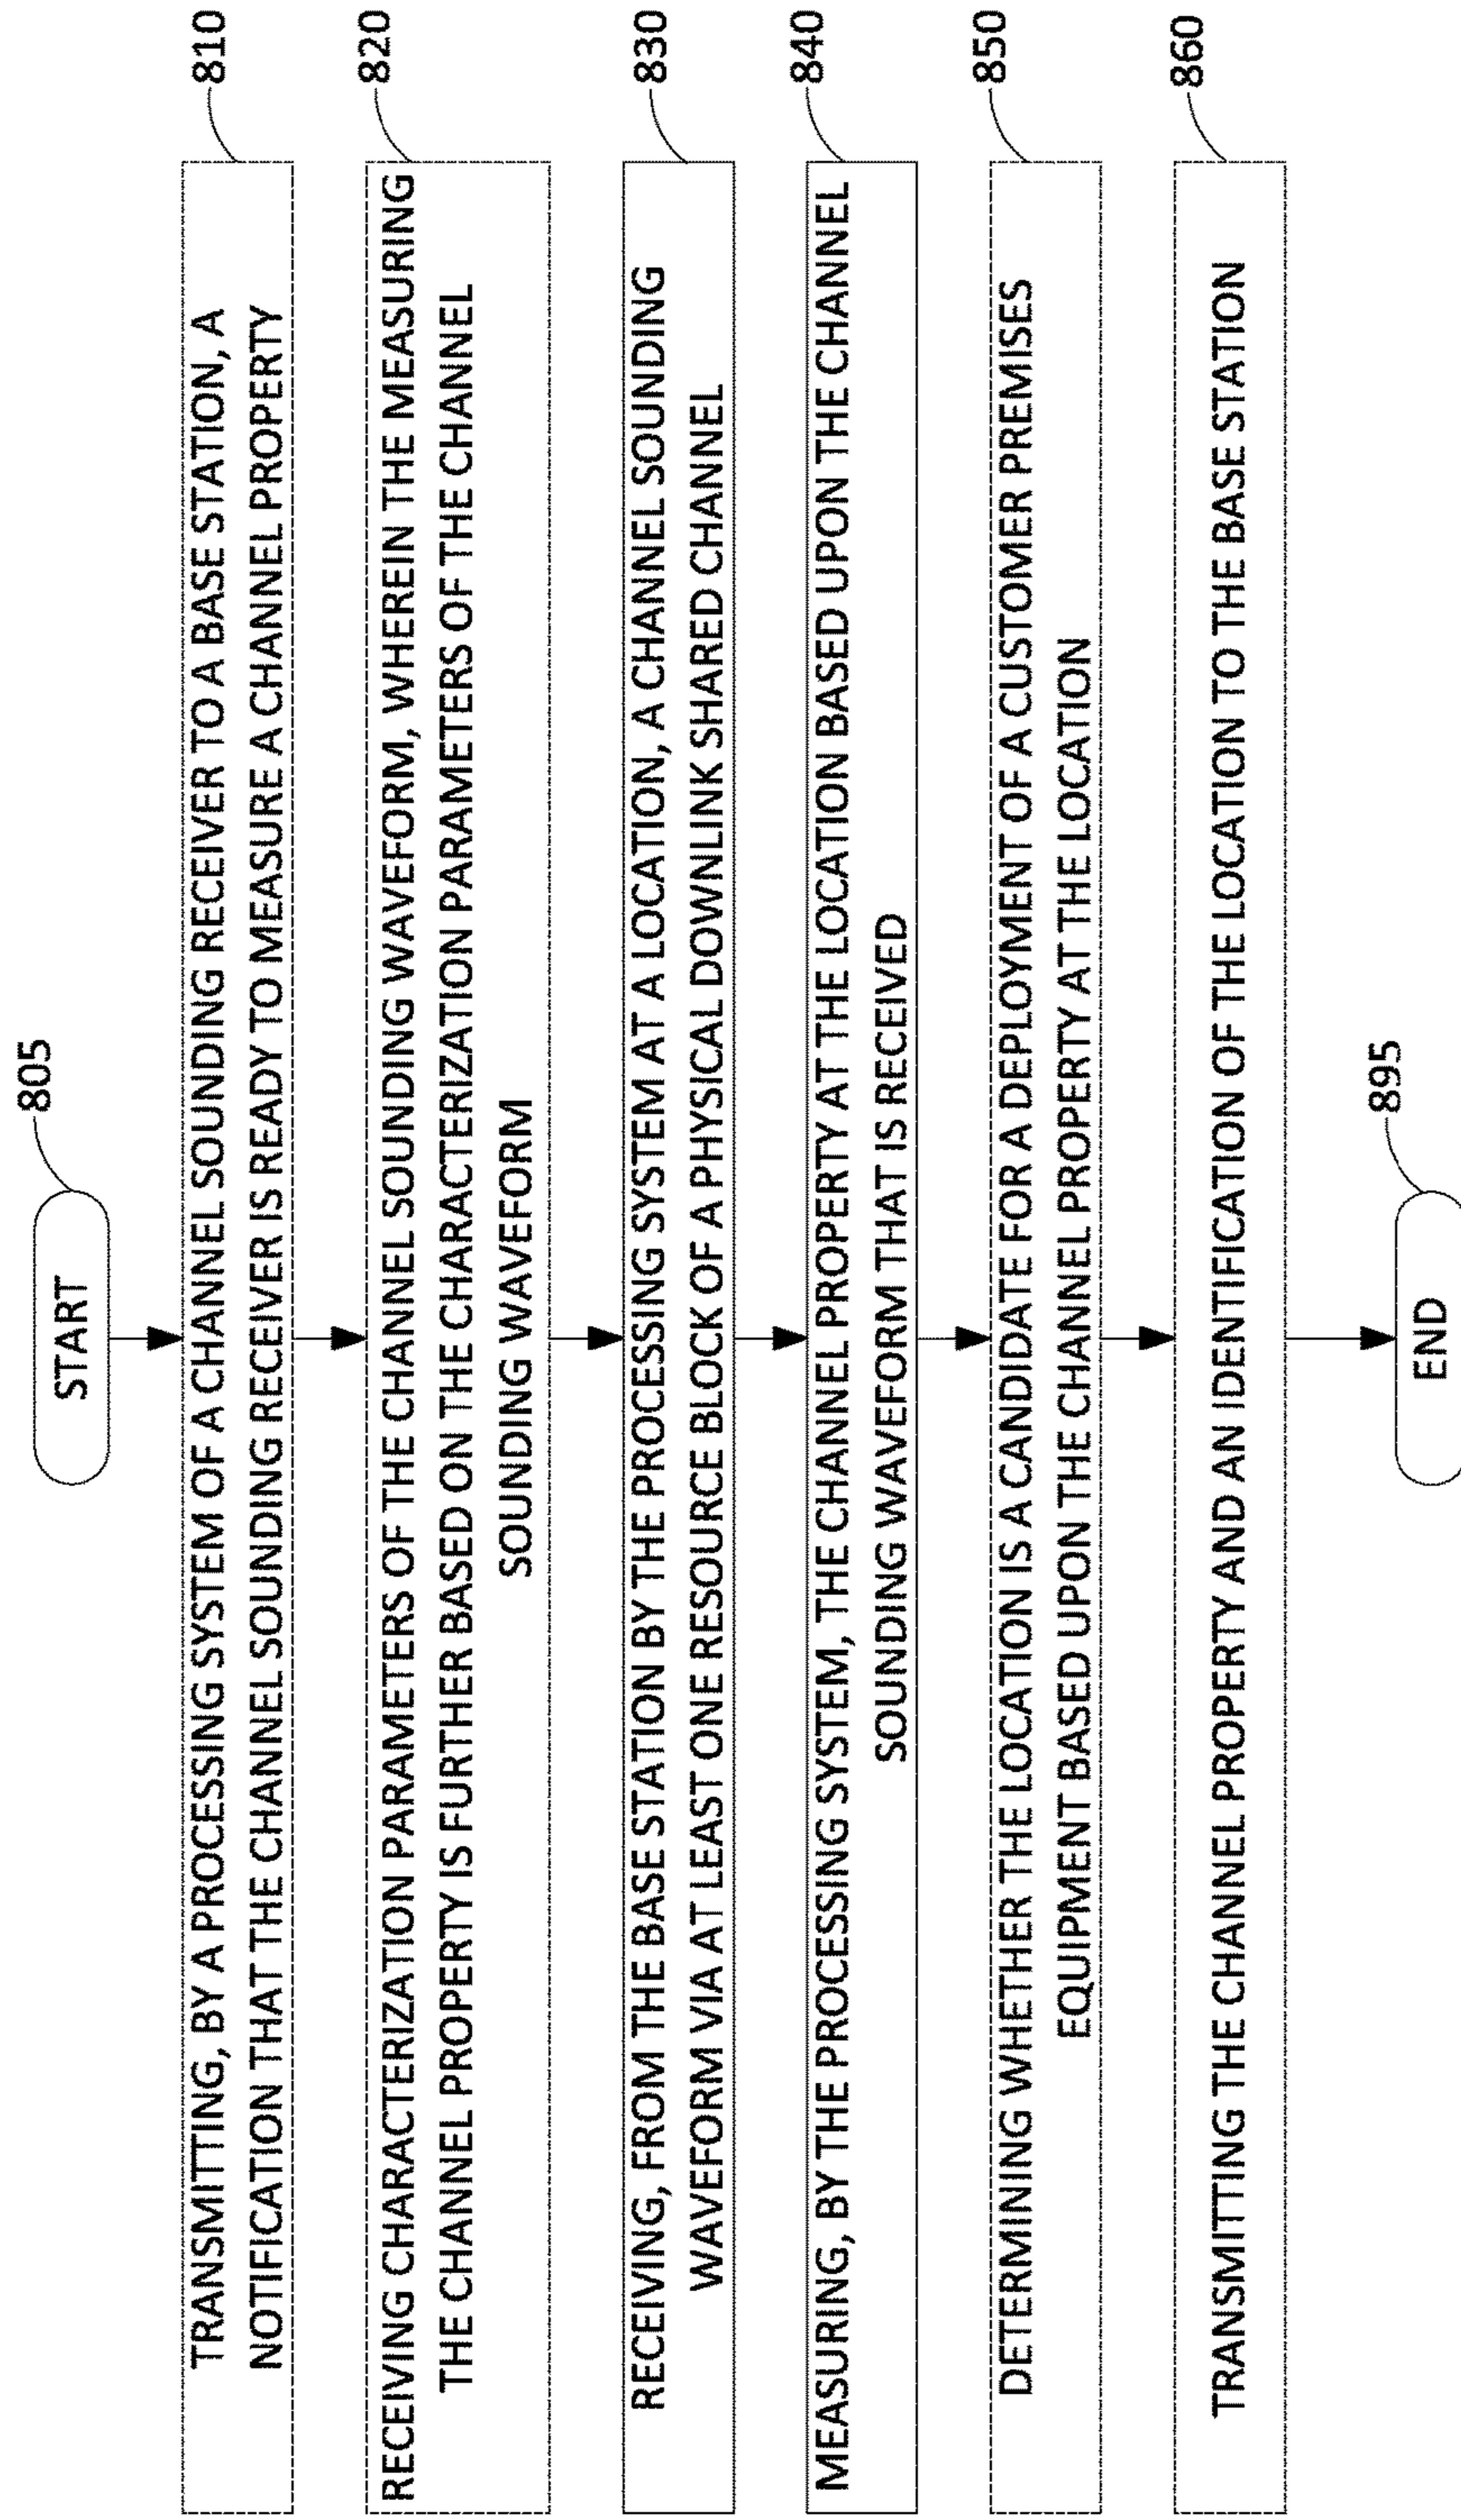 805
START
810
TRANSMITTING, BY A PROCESSING SYSTEM OF A CHANNEL SOUNDING RECEIVER TO A BASE STATION, A
NOTIFICATION THAT THE CHANNEL SOUNDING RECEIVER IS READY TO MEASURE A CHANNEL PROPERTY
820
RECEIVING CHARACTERIZATION PARAMETERS OF THE CHANNEL SOUNDING WAVEFORM, WHEREIN THE MEASURING
THE CHANNEL PROPERTY IS FURTHER BASED ON THE CHARACTERIZATION PARAMETERS OF THE CHANNEL
SOUNDING WAVEFORM
830
RECEIVING, FROM THE BASE STATION BY THE PROCESSING SYSTEM AT A LOCATION, A CHANNEL SOUNDING
WAVEFORM VIA AT LEAST ONE RESOURCE BLOCK OF A PHYSICAL DOWNLINK SHARED CHANNEL
840
MEASURING, BY THE PROCESSING SYSTEM, THE CHANNEL PROPERTY AT THE LOCATION BASED UPON THE CHANNEL
SOUNDING WAVEFORM THAT IS RECEIVED
850
DETERMINING WHETHER THE LOCATION IS A CANDIDATE FOR A DEPLOYMENT OF A CUSTOMER PREMISES
EQUIPMENT BASED UPON THE CHANNEL PROPERTY AT THE LOCATION
860
TRANSMITTING THE CHANNEL PROPERTY AND AN IDENTIFICATION OF THE LOCATION TO THE BASE STATION
895
END